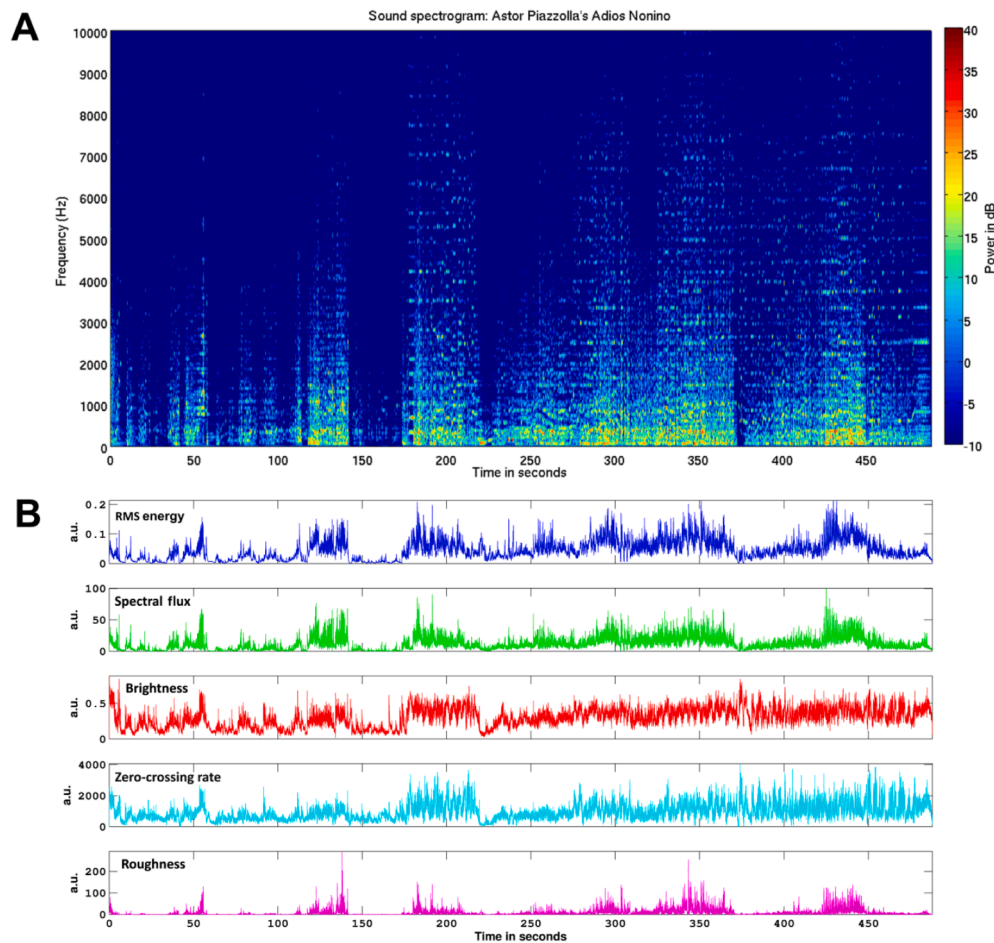 A
Sound spectrogram: Astor Piazzolla's Adios Nonino
10000
9000
8000
7000
6000
5000
4000
3000
2000
1000
0
Frequency (Hz)
0 50 100 150 200 250 300 350 400 450
Time in seconds
40
35
30
25
20
15
10
5
0
-5
-10
Power in dB
B
RMS energy
0.2
0.1
0
a.u.
Spectral flux
100
50
0
a.u.
Brightness
0.5
0
a.u.
Zero-crossing rate
4000
2000
0
a.u.
Roughness
200
100
0
a.u.
0 50 100 150 200 250 300 350 400 450
Time in seconds